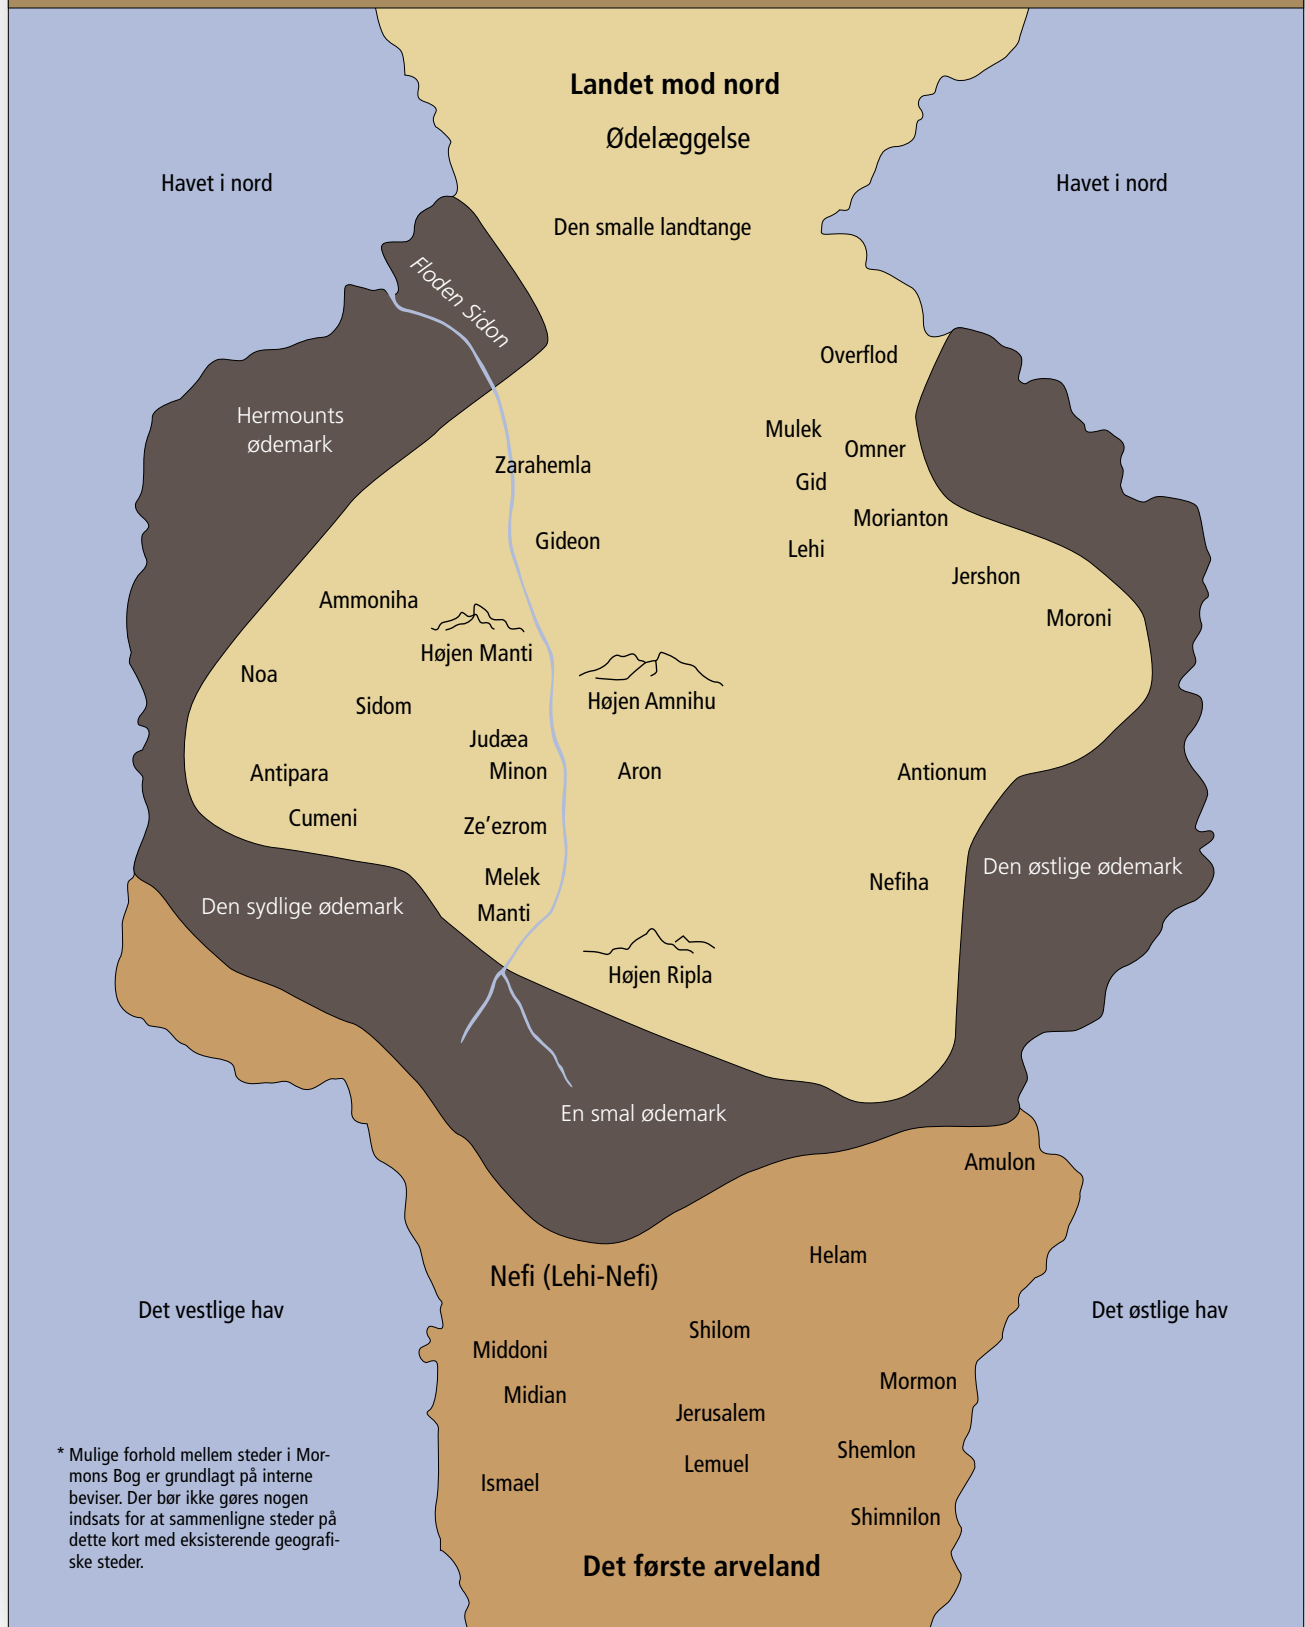 Landet mod nord
Ødelæggelse
Havet i nord
Havet i nord
Den smalle landtange
Floden Sidon
Overflod
Hermounts
ødemark
Mulek
Omner
Zarahemla
Gid
Morianton
Gideon
Lehi
Jershon
Ammoniha
Moroni
Højen Manti
Noa
Højen Amnihu
Sidom
Judæa
Antipara
Minon
Aron
Antionum
Cumeni
Ze’ezrom
Den østlige ødemark
Melek
Nefiha
Den sydlige ødemark
Manti
Højen Ripla
En smal ødemark
Amulon
Helam
Nefi (Lehi-Nefi)
Det vestlige hav
Det østlige hav
Shilom
Middoni
Mormon
Midian
Jerusalem
Shemlon
Lemuel
Ismael
Shimnilon
Det første arveland
* Mulige forhold mellem steder i Mor-
mons Bog er grundlagt på interne
beviser. Der bør ikke gøres nogen
indsats for at sammenligne steder på
dette kort med eksisterende geografi-
ske steder.